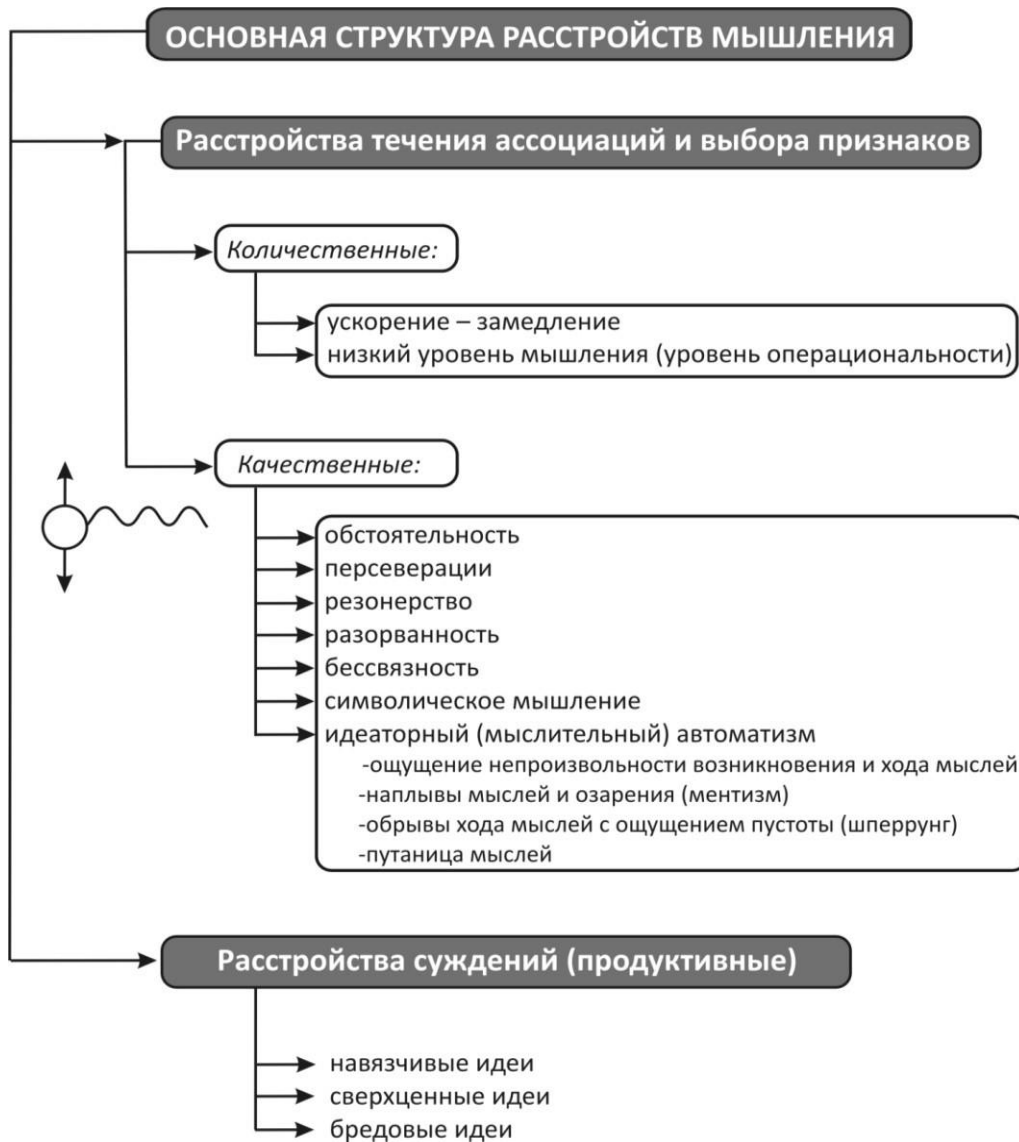 ОСНОВНАЯ СТРУКТУРА РАССТРОЙСТВ МЫШЛЕНИЯ
Расстройства течения ассоциаций и выбора признаков
Количественные:
ускорение – замедление
низкий уровень мышления (уровень операциональности)
Качественные:
обстоятельность
персеверации
резонерство
разорванность
бессвязность
символическое мышление
идеаторный (мыслительный) автоматизм
-ощущение непроизвольности возникновения и хода мыслей
-наплывы мыслей и озарения (ментизм)
-обрывы хода мыслей с ощущением пустоты (шперрунг)
-путаница мыслей
Расстройства суждений (продуктивные)
навязчивые идеи
сверхценные идеи
бредовые идеи